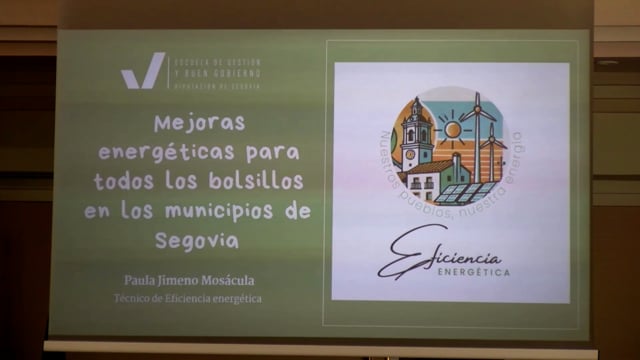 ESCUELA DE GESTIÓN
Y BUEN GOBIERNO
DIPUTACIÓN DE SEGOVIA
Mejoras
energéticas para
todos los bolsillos
en los municipios de
Segovia
Paula Jimeno Mosácula
Técnico de Eficiencia energética
Nuestros pueblos, nuestra energía
Eficiencia
ENERGÉTICA